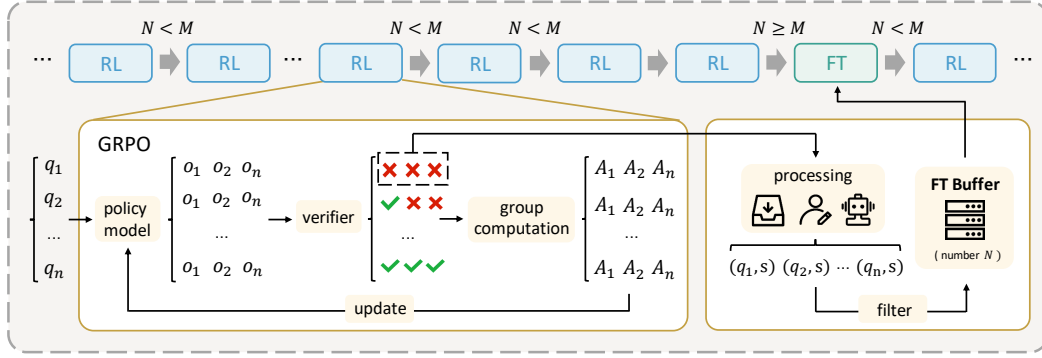 N < M N < M N < M N ≥ M N < M
... RL RL ... RL RL RL RL FT RL ...
GRPO
q₁ o₁ o₂ oₙ A₁ A₂ Aₙ processing FT Buffer
q₂ policy model o₁ o₂ oₙ verifier group computation A₁ A₂ Aₙ
... ... ... ...
qₙ o₁ o₂ oₙ A₁ A₂ Aₙ (q₁, s) (q₂, s) ⋯ (qₙ, s) ( number N )
update filter